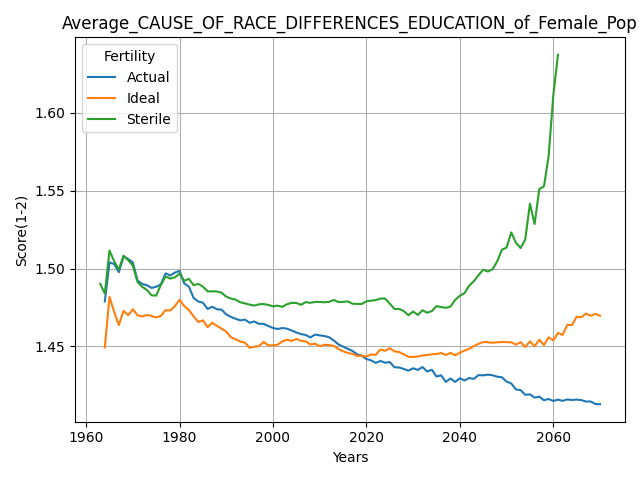 Average_CAUSE_OF_RACE_DIFFERENCES_EDUCATION_of_Female_Pop
Fertility
Actual
Ideal
Sterile
Score(1-2)
1.60
1.55
1.50
1.45
1960
1980
2000
2020
2040
2060
Years